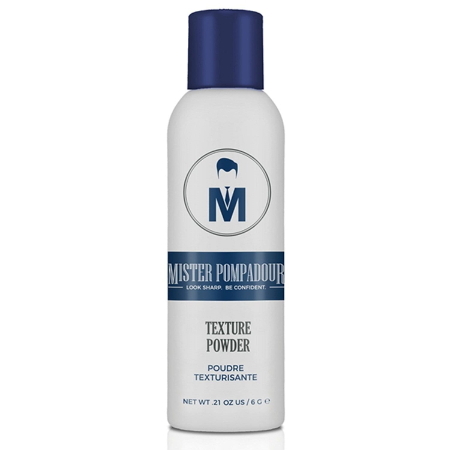 M
MISTER POMPADOUR
LOOK SHARP. BE CONFIDENT.
TEXTURE
POWDER
POUDRE
TEXTURISANTE
NET WT .21 OZ US / 6 G ℮